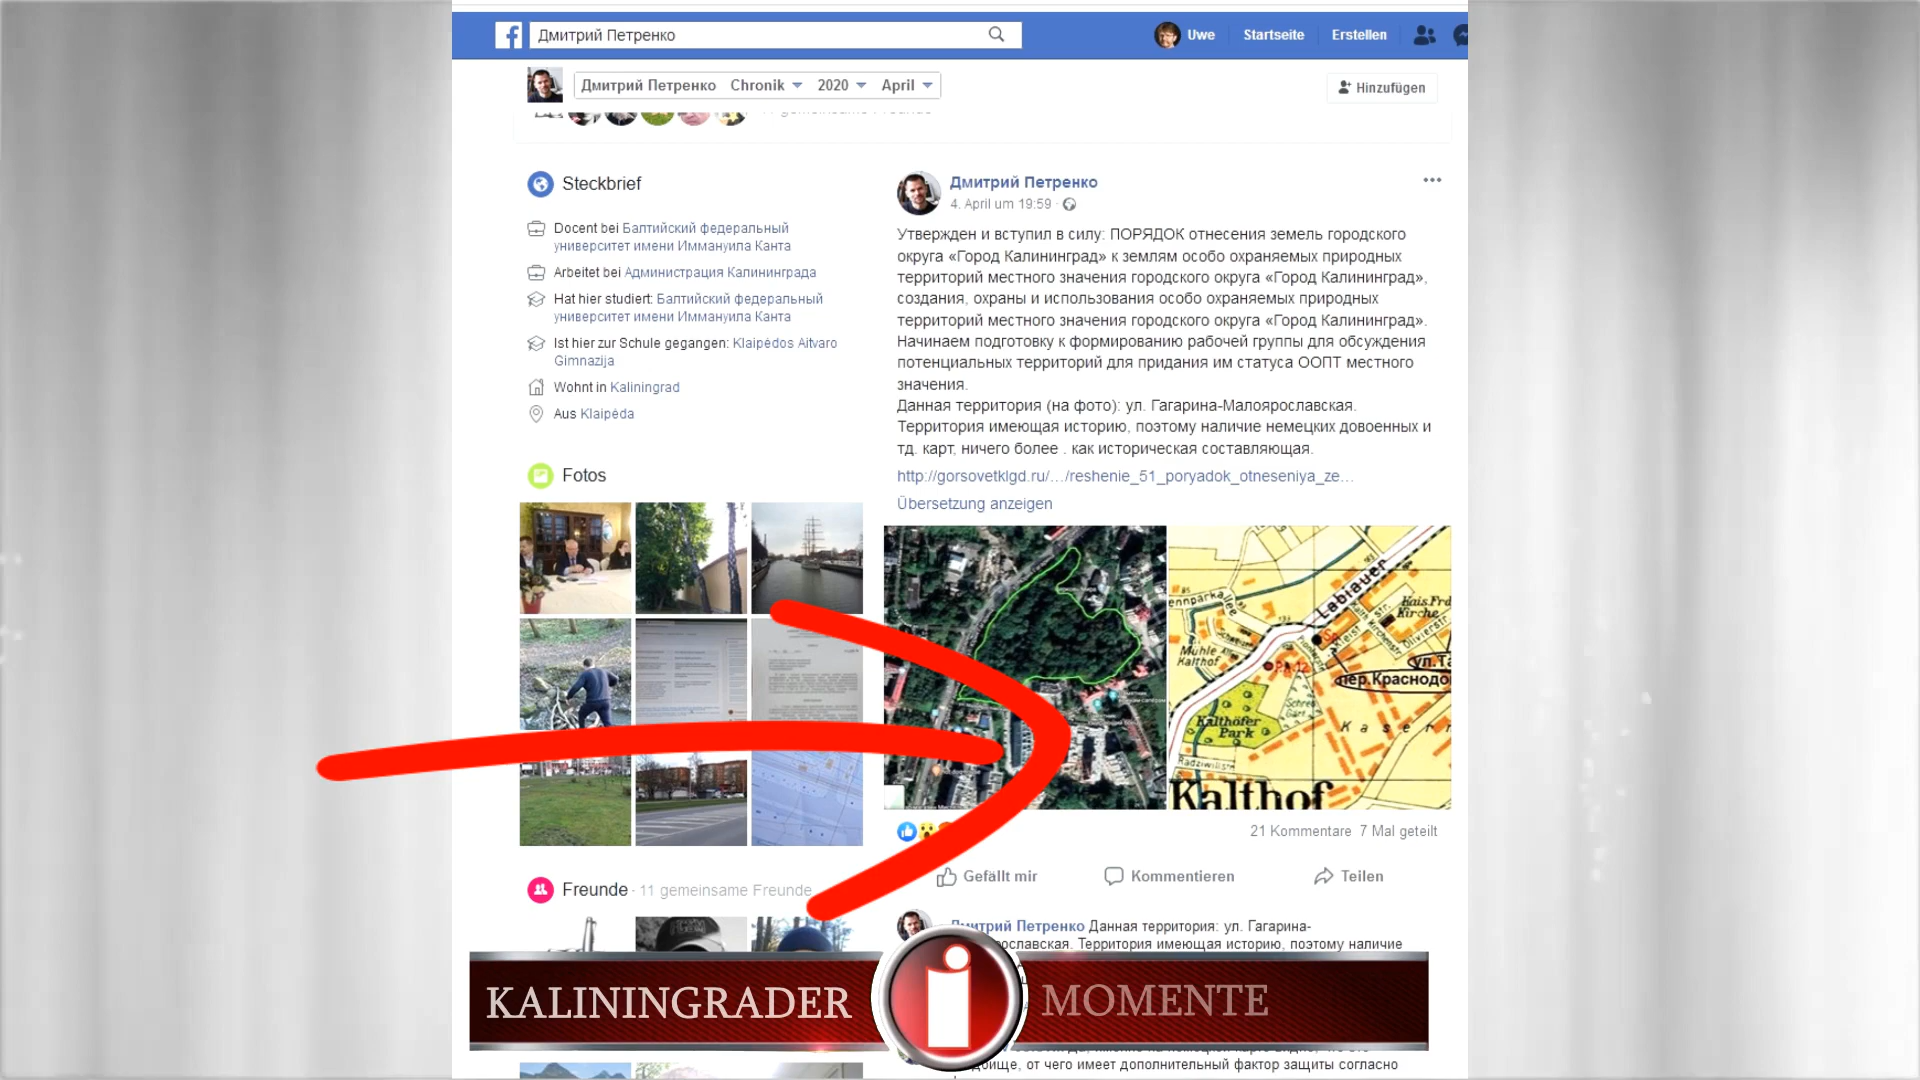 Дмитрий Петренко
Uwe
Startseite
Erstellen
Дмитрий Петренко Chronik 2020 April
Hinzufügen
Steckbrief
Docent bei Балтийский федеральный
университет имени Иммануила Канта
Arbeitet bei Администрация Калининграда
Hat hier studiert: Балтийский федеральный
университет имени Иммануила Канта
Ist hier zur Schule gegangen: Klaipėdos Aitvaro
Gimnazija
Wohnt in Kaliningrad
Aus Klaipėda
Fotos
Freunde · 11 gemeinsame Freunde
Дмитрий Петренко
4. April um 19:59 ·
Утвержден и вступил в силу: ПОРЯДОК отнесения земель городского
округа «Город Калининград» к землям особо охраняемых природных
территорий местного значения городского округа «Город Калининград»,
создания, охраны и использования особо охраняемых природных
территорий местного значения городского округа «Город Калининград».
Начинаем подготовку к формированию рабочей группы для обсуждения
потенциальных территорий для придания им статуса ООПТ местного
значения.
Данная территория (на фото): ул. Гагарина-Малоярославская.
Территория имеющая историю, поэтому наличие немецких довоенных и
тд. карт, ничего более . как историческая составляющая.
http://gorsovetklgd.ru/…/reshenie_51_poryadok_otneseniya_ze…
Übersetzung anzeigen
Labiauer
Kais.Frd
Kirche
Mühle
Kalthof
пер.Краснодо
Kalthöfer
Park
Kalthof
21 Kommentare 7 Mal geteilt
Gefällt mir
Kommentieren
Teilen
Дмитрий Петренко Данная территория: ул. Гагарина-
Территория имеющая историю, поэтому наличие
KALININGRADER i MOMENTE
от чего имеет дополнительный фактор защиты согласно